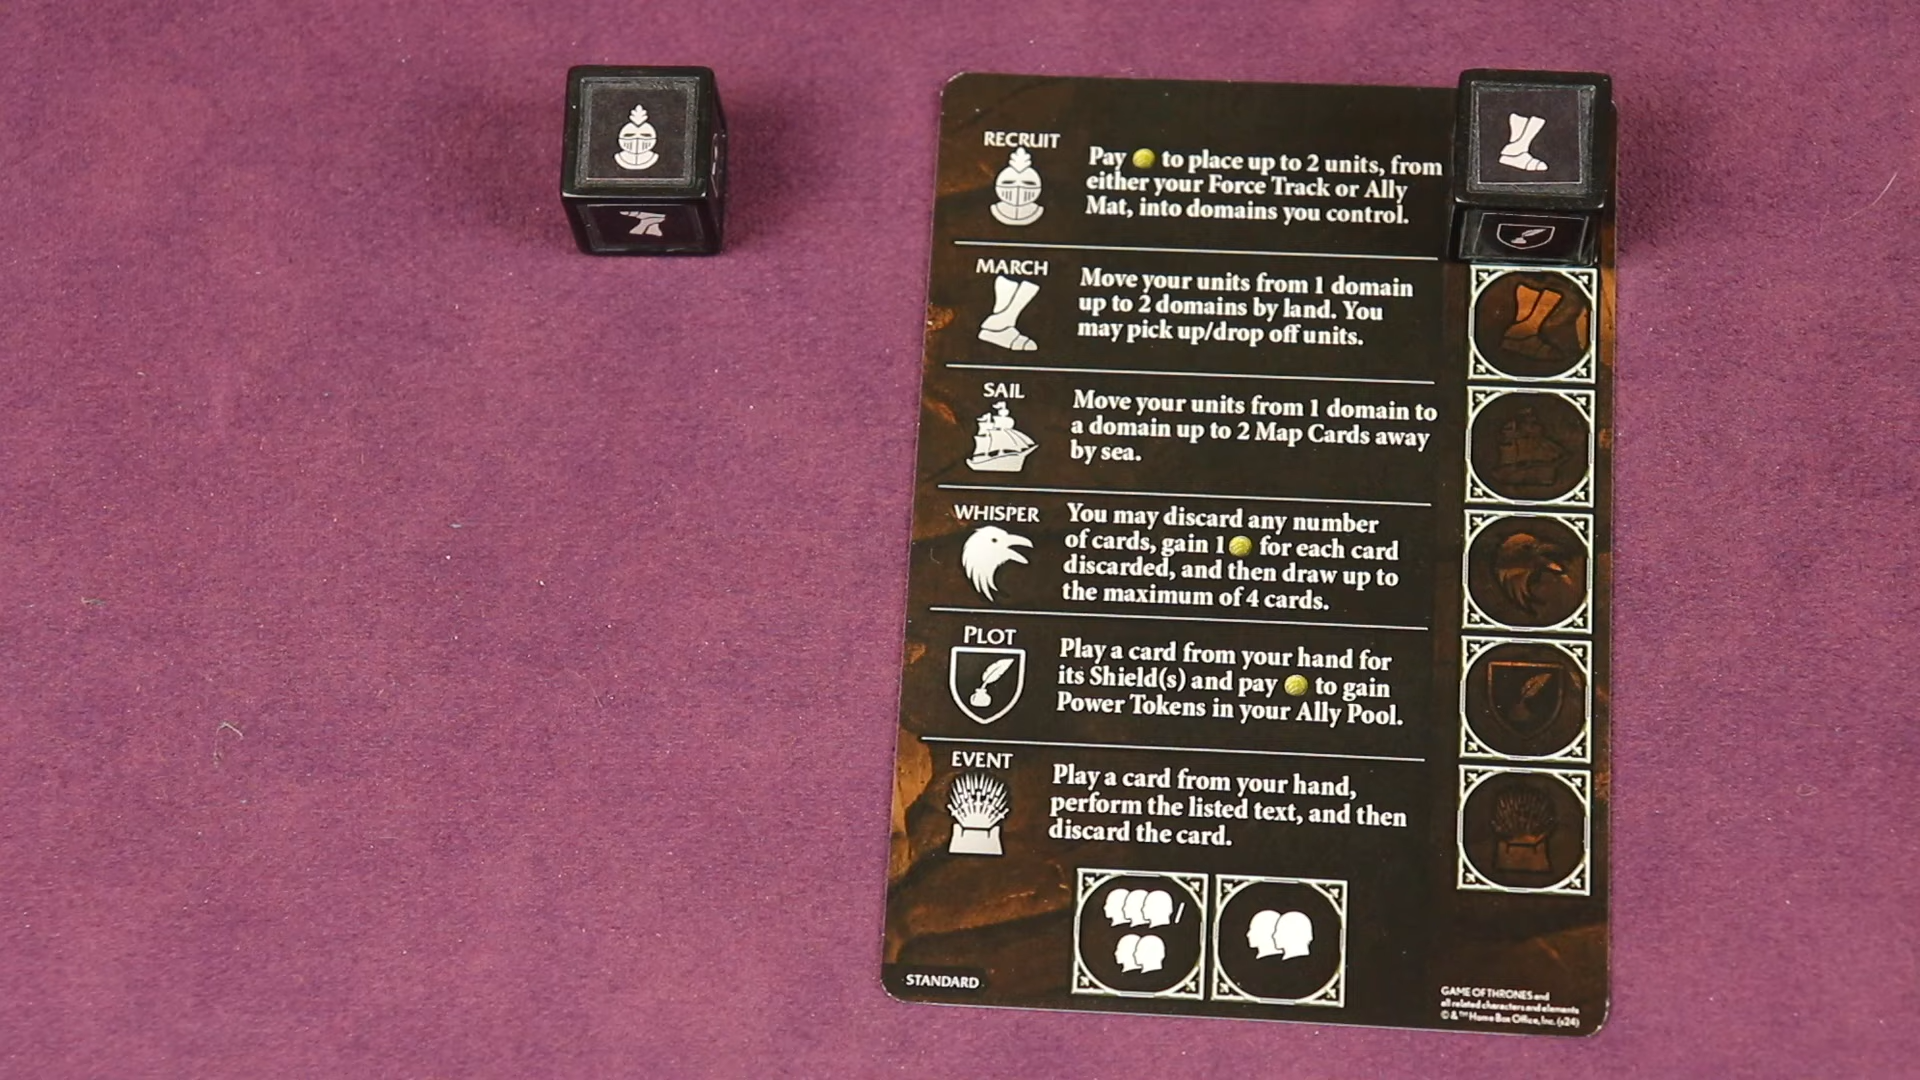 RECRUIT
Pay to place up to 2 units, from
either your Force Track or Ally
Mat, into domains you control.
MARCH
Move your units from 1 domain
up to 2 domains by land. You
may pick up/drop off units.
SAIL
Move your units from 1 domain to
a domain up to 2 Map Cards away
by sea.
WHISPER
You may discard any number
of cards, gain 1 for each card
discarded, and then draw up to
the maximum of 4 cards.
PLOT
Play a card from your hand for
its Shield(s) and pay to gain
Power Tokens in your Ally Pool.
EVENT
Play a card from your hand,
perform the listed text, and then
discard the card.
/
STANDARD
GAME OF THRONES and
all related characters and elements
© & ™ Home Box Office, Inc. (s24)